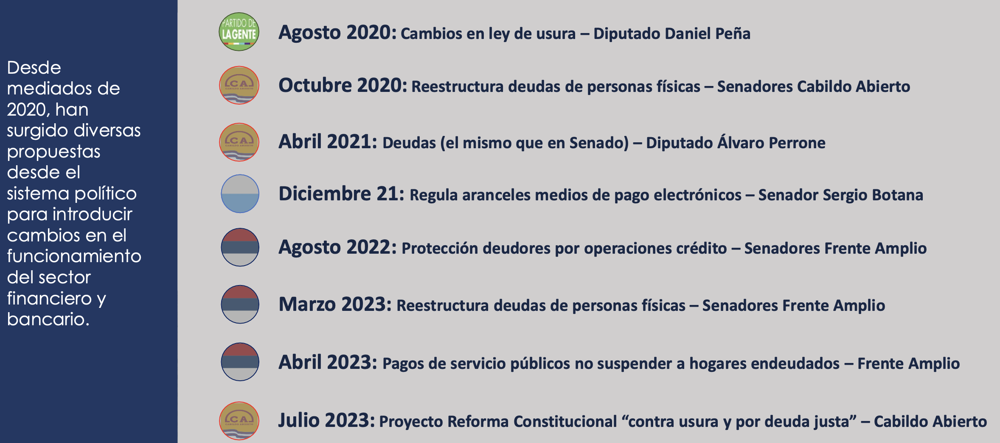 Desde
mediados de
2020, han
surgido diversas
propuestas
desde el
sistema político
para introducir
cambios en el
funcionamiento
del sector
financiero y
bancario.
PARTIDO DE
LA GENTE
Agosto 2020: Cambios en ley de usura – Diputado Daniel Peña
CA
CABILDO ABIERTO
Octubre 2020: Reestructura deudas de personas físicas – Senadores Cabildo Abierto
CA
CABILDO ABIERTO
Abril 2021: Deudas (el mismo que en Senado) – Diputado Álvaro Perrone
Diciembre 21: Regula aranceles medios de pago electrónicos – Senador Sergio Botana
Agosto 2022: Protección deudores por operaciones crédito – Senadores Frente Amplio
Marzo 2023: Reestructura deudas de personas físicas – Senadores Frente Amplio
Abril 2023: Pagos de servicio públicos no suspender a hogares endeudados – Frente Amplio
CA
CABILDO ABIERTO
Julio 2023: Proyecto Reforma Constitucional “contra usura y por deuda justa” – Cabildo Abierto